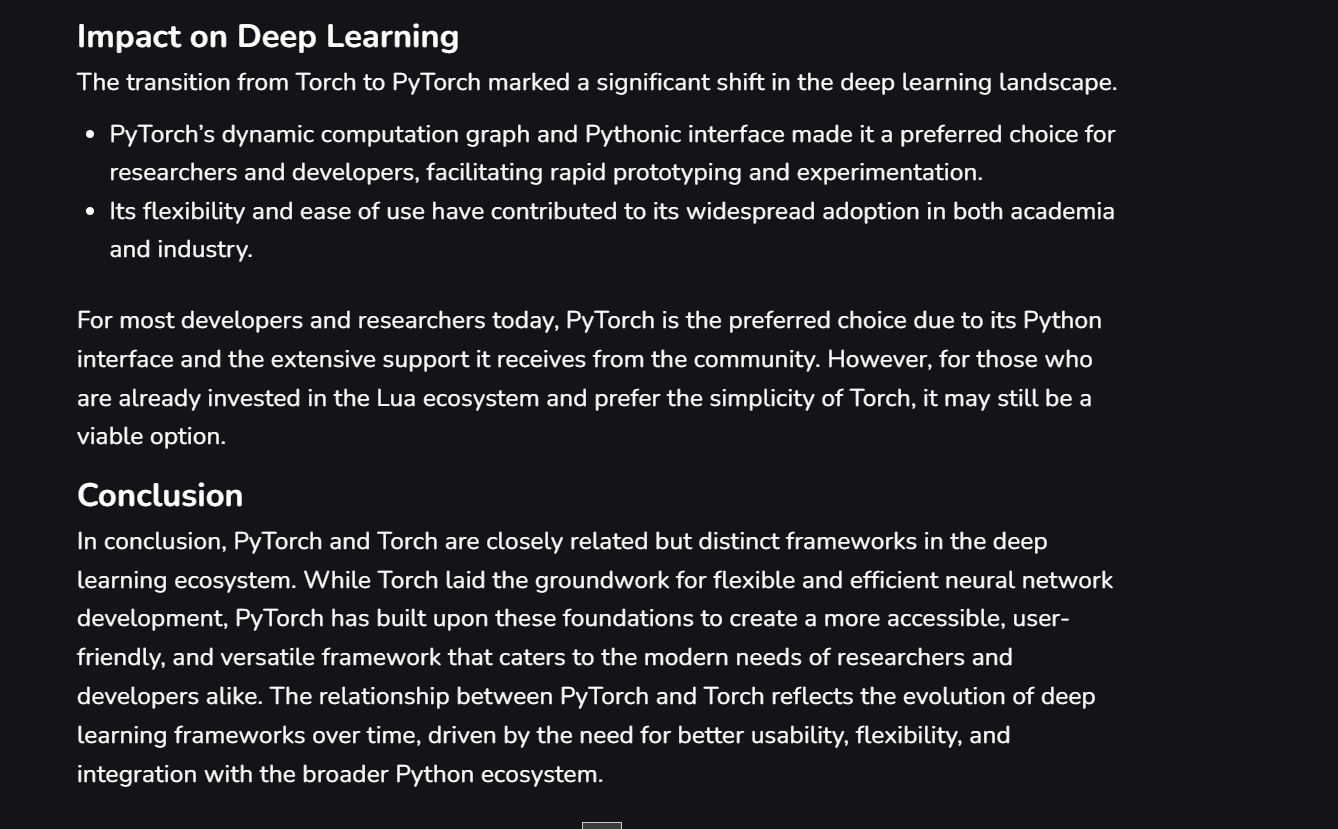 Impact on Deep Learning
The transition from Torch to PyTorch marked a significant shift in the deep learning landscape.
• PyTorch’s dynamic computation graph and Pythonic interface made it a preferred choice for
researchers and developers, facilitating rapid prototyping and experimentation.
• Its flexibility and ease of use have contributed to its widespread adoption in both academia
and industry.
For most developers and researchers today, PyTorch is the preferred choice due to its Python
interface and the extensive support it receives from the community. However, for those who
are already invested in the Lua ecosystem and prefer the simplicity of Torch, it may still be a
viable option.
Conclusion
In conclusion, PyTorch and Torch are closely related but distinct frameworks in the deep
learning ecosystem. While Torch laid the groundwork for flexible and efficient neural network
development, PyTorch has built upon these foundations to create a more accessible, user-
friendly, and versatile framework that caters to the modern needs of researchers and
developers alike. The relationship between PyTorch and Torch reflects the evolution of deep
learning frameworks over time, driven by the need for better usability, flexibility, and
integration with the broader Python ecosystem.